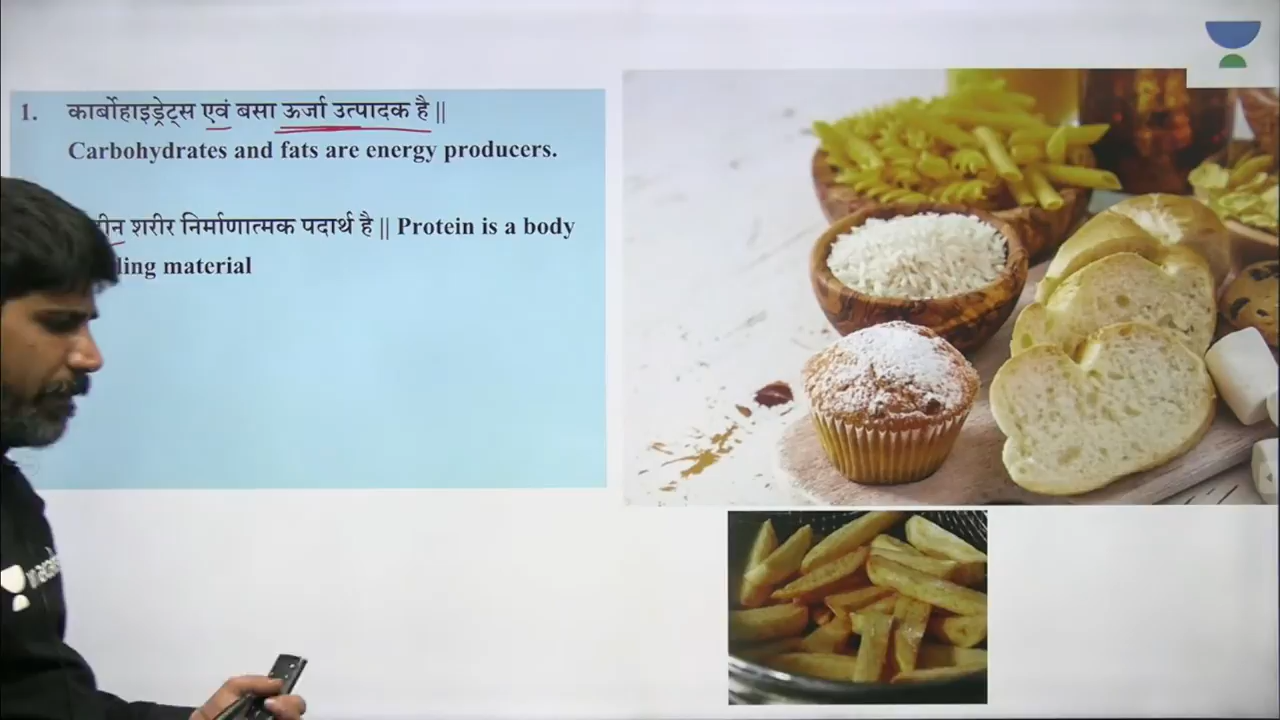 1. कार्बोहाइड्रेट्स एवं बसा ऊर्जा उत्पादक है ||
Carbohydrates and fats are energy producers.
शरीर निर्माणात्मक पदार्थ है || Protein is a body
material